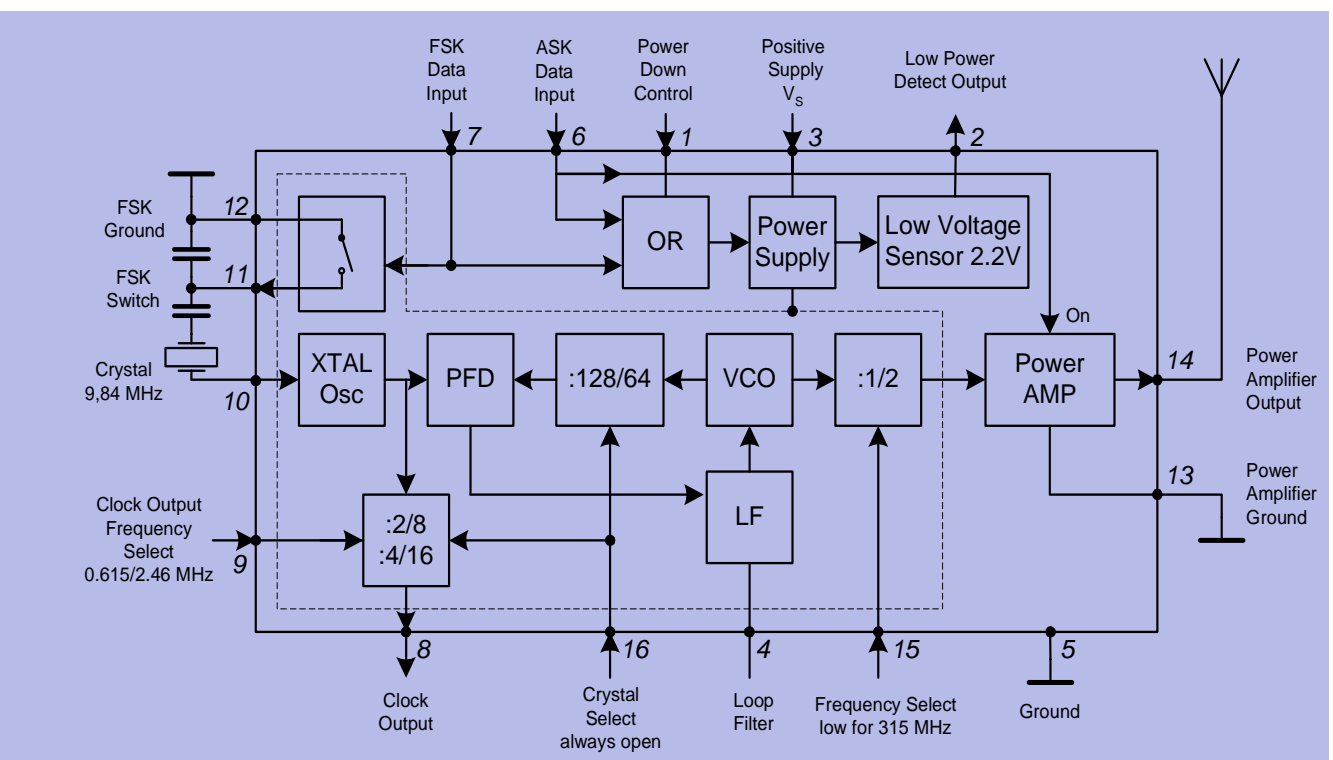 FSK
Data
Input
ASK
Data
Input
Power
Down
Control
Positive
Supply
VS
Low Power
Detect Output
7
6
1
3
2
FSK
Ground
12
FSK
Switch
11
OR
Power
Supply
Low Voltage
Sensor 2.2V
On
Crystal
9,84 MHz
10
XTAL
Osc
PFD
:128/64
VCO
:1/2
Power
AMP
14
Power
Amplifier
Output
LF
13
Power
Amplifier
Ground
Clock Output
Frequency
Select
0.615/2.46 MHz
9
:2/8
:4/16
8
16
4
15
5
Clock
Output
Crystal
Select
always open
Loop
Filter
Frequency Select
low for 315 MHz
Ground